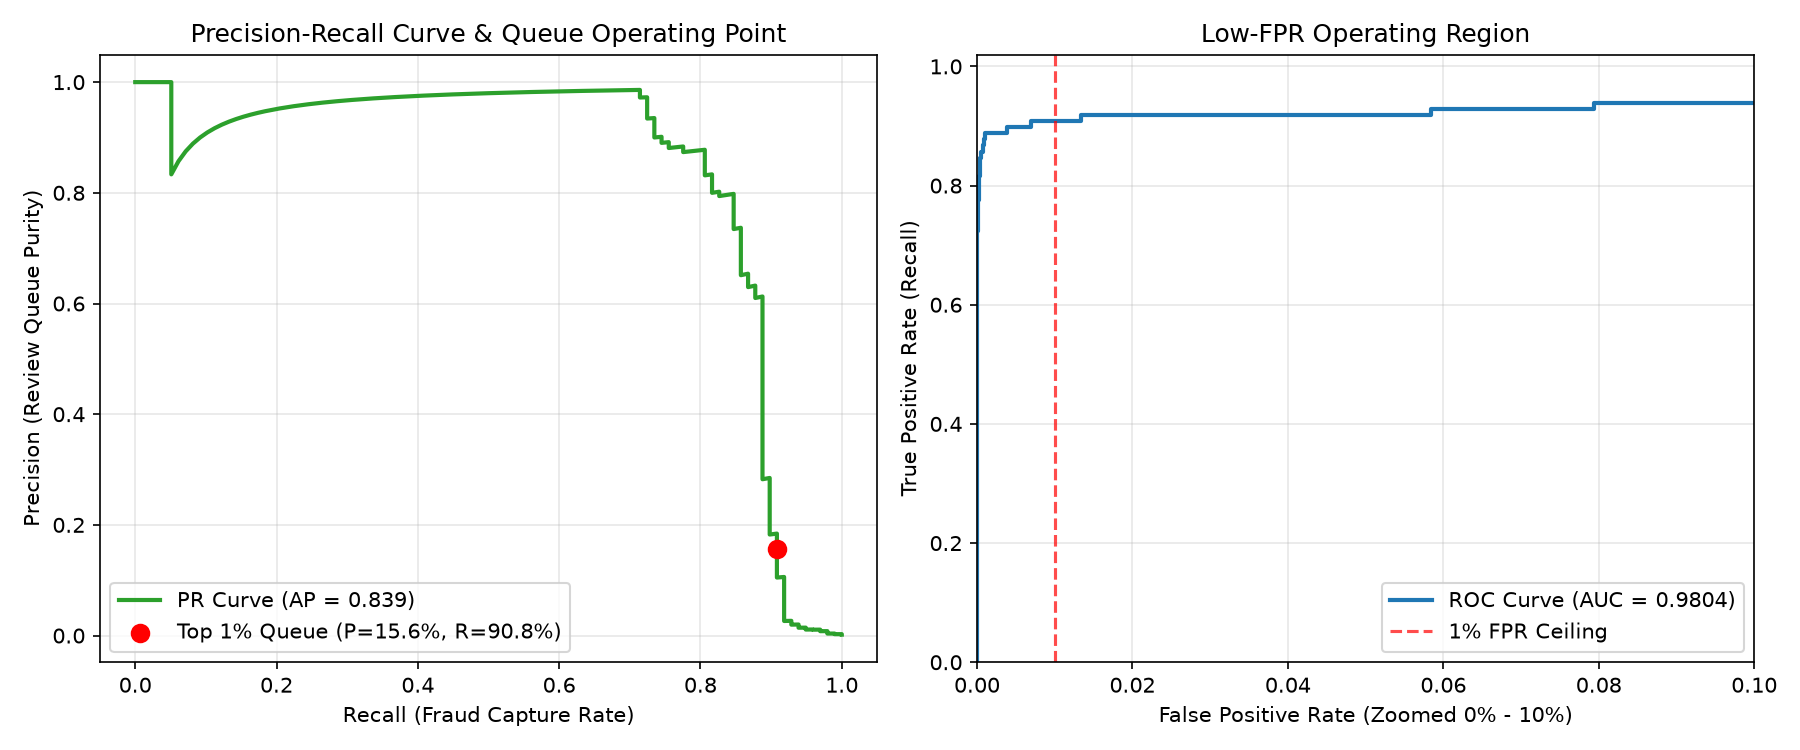 Precision-Recall Curve & Queue Operating Point
Precision (Review Queue Purity)
1.0
0.8
0.6
0.4
0.2
0.0
PR Curve (AP = 0.839)
Top 1% Queue (P=15.6%, R=90.8%)
0.0 0.2 0.4 0.6 0.8 1.0
Recall (Fraud Capture Rate)
Low-FPR Operating Region
True Positive Rate (Recall)
1.0
0.8
0.6
0.4
0.2
0.0
ROC Curve (AUC = 0.9804)
1% FPR Ceiling
0.00 0.02 0.04 0.06 0.08 0.10
False Positive Rate (Zoomed 0% - 10%)